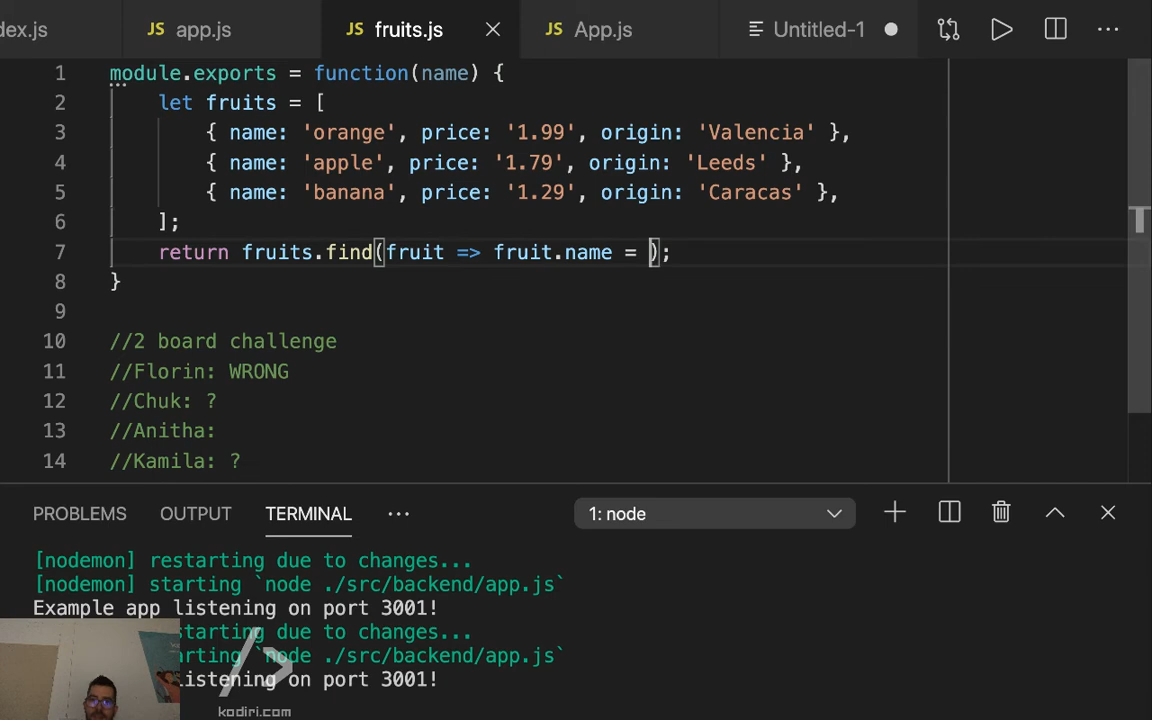 dex.js JS app.js JS fruits.js JS App.js Untitled-1
1 module.exports = function(name) {
2 let fruits = [
3 { name: 'orange', price: '1.99', origin: 'Valencia' },
4 { name: 'apple', price: '1.79', origin: 'Leeds' },
5 { name: 'banana', price: '1.29', origin: 'Caracas' },
6 ];
7 return fruits.find(fruit => fruit.name = );
8 }
9
10 //2 board challenge
11 //Florin: WRONG
12 //Chuk: ?
13 //Anitha:
14 //Kamila: ?
PROBLEMS OUTPUT TERMINAL 1: node
[nodemon] restarting due to changes...
[nodemon] starting `node ./src/backend/app.js`
Example app listening on port 3001!
starting due to changes...
arting `node ./src/backend/app.js`
listening on port 3001!
kodiri.com